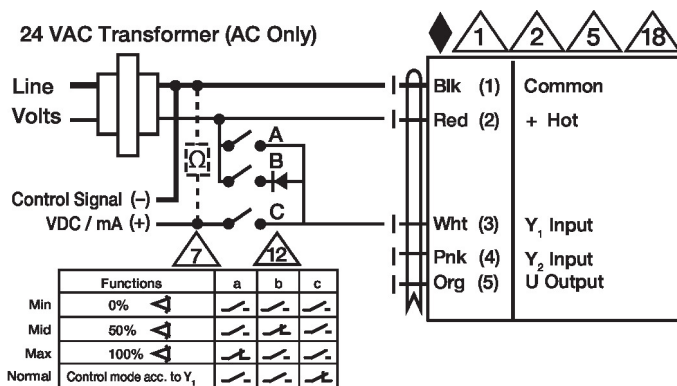 24 VAC Transformer (AC Only)
1 2 5 18
Line
Volts
Blk (1) Common
Red (2) + Hot
A
Ω
B
Control Signal (–)
VDC / mA (+)
C
Wht (3) Y₁ Input
Pnk (4) Y₂ Input
Org (5) U Output
7 12
Functions a b c
Min 0%
Mid 50%
Max 100%
Normal Control mode acc. to Y₁